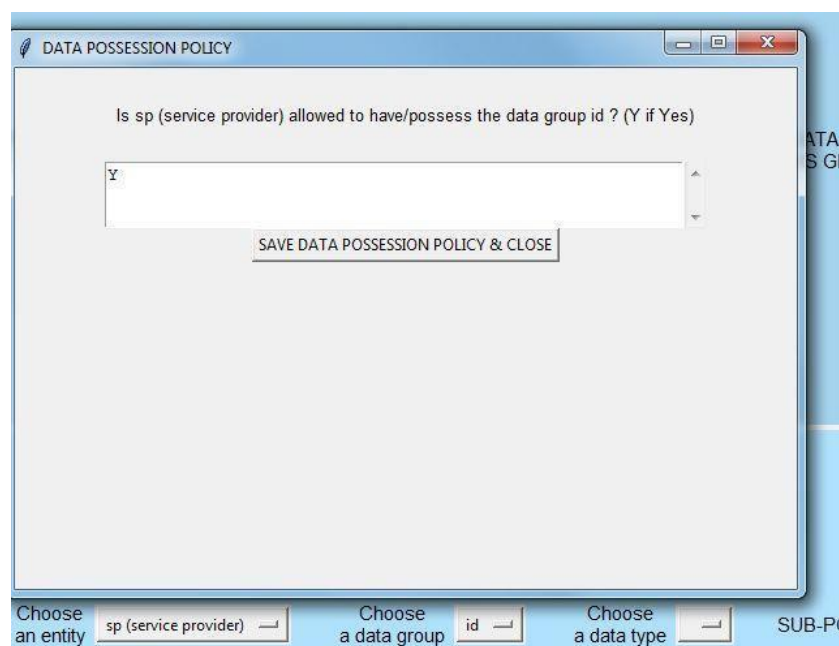 DATA POSSESSION POLICY
Is sp (service provider) allowed to have/possess the data group id ? (Y if Yes)
Y
SAVE DATA POSSESSION POLICY & CLOSE
Choose
an entity
sp (service provider)
Choose
a data group
id
Choose
a data type